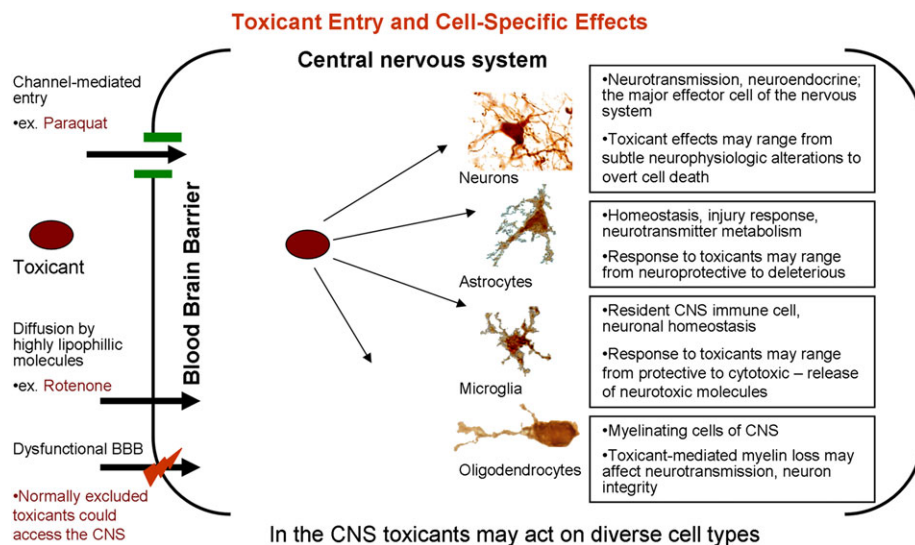 Toxicant Entry and Cell-Specific Effects
Central nervous system
Channel-mediated
entry
•ex. Paraquat
Toxicant
Diffusion by
highly lipophillic
molecules
•ex. Rotenone
Dysfunctional BBB
•Normally excluded
toxicants could
access the CNS
Blood Brain Barrier
Neurons
•Neurotransmission, neuroendocrine;
the major effector cell of the nervous
system
•Toxicant effects may range from
subtle neurophysiologic alterations to
overt cell death
Astrocytes
•Homeostasis, injury response,
neurotransmitter metabolism
•Response to toxicants may range
from neuroprotective to deleterious
Microglia
•Resident CNS immune cell,
neuronal homeostasis
•Response to toxicants may range
from protective to cytotoxic – release
of neurotoxic molecules
Oligodendrocytes
•Myelinating cells of CNS
•Toxicant-mediated myelin loss may
affect neurotransmission, neuron
integrity
In the CNS toxicants may act on diverse cell types